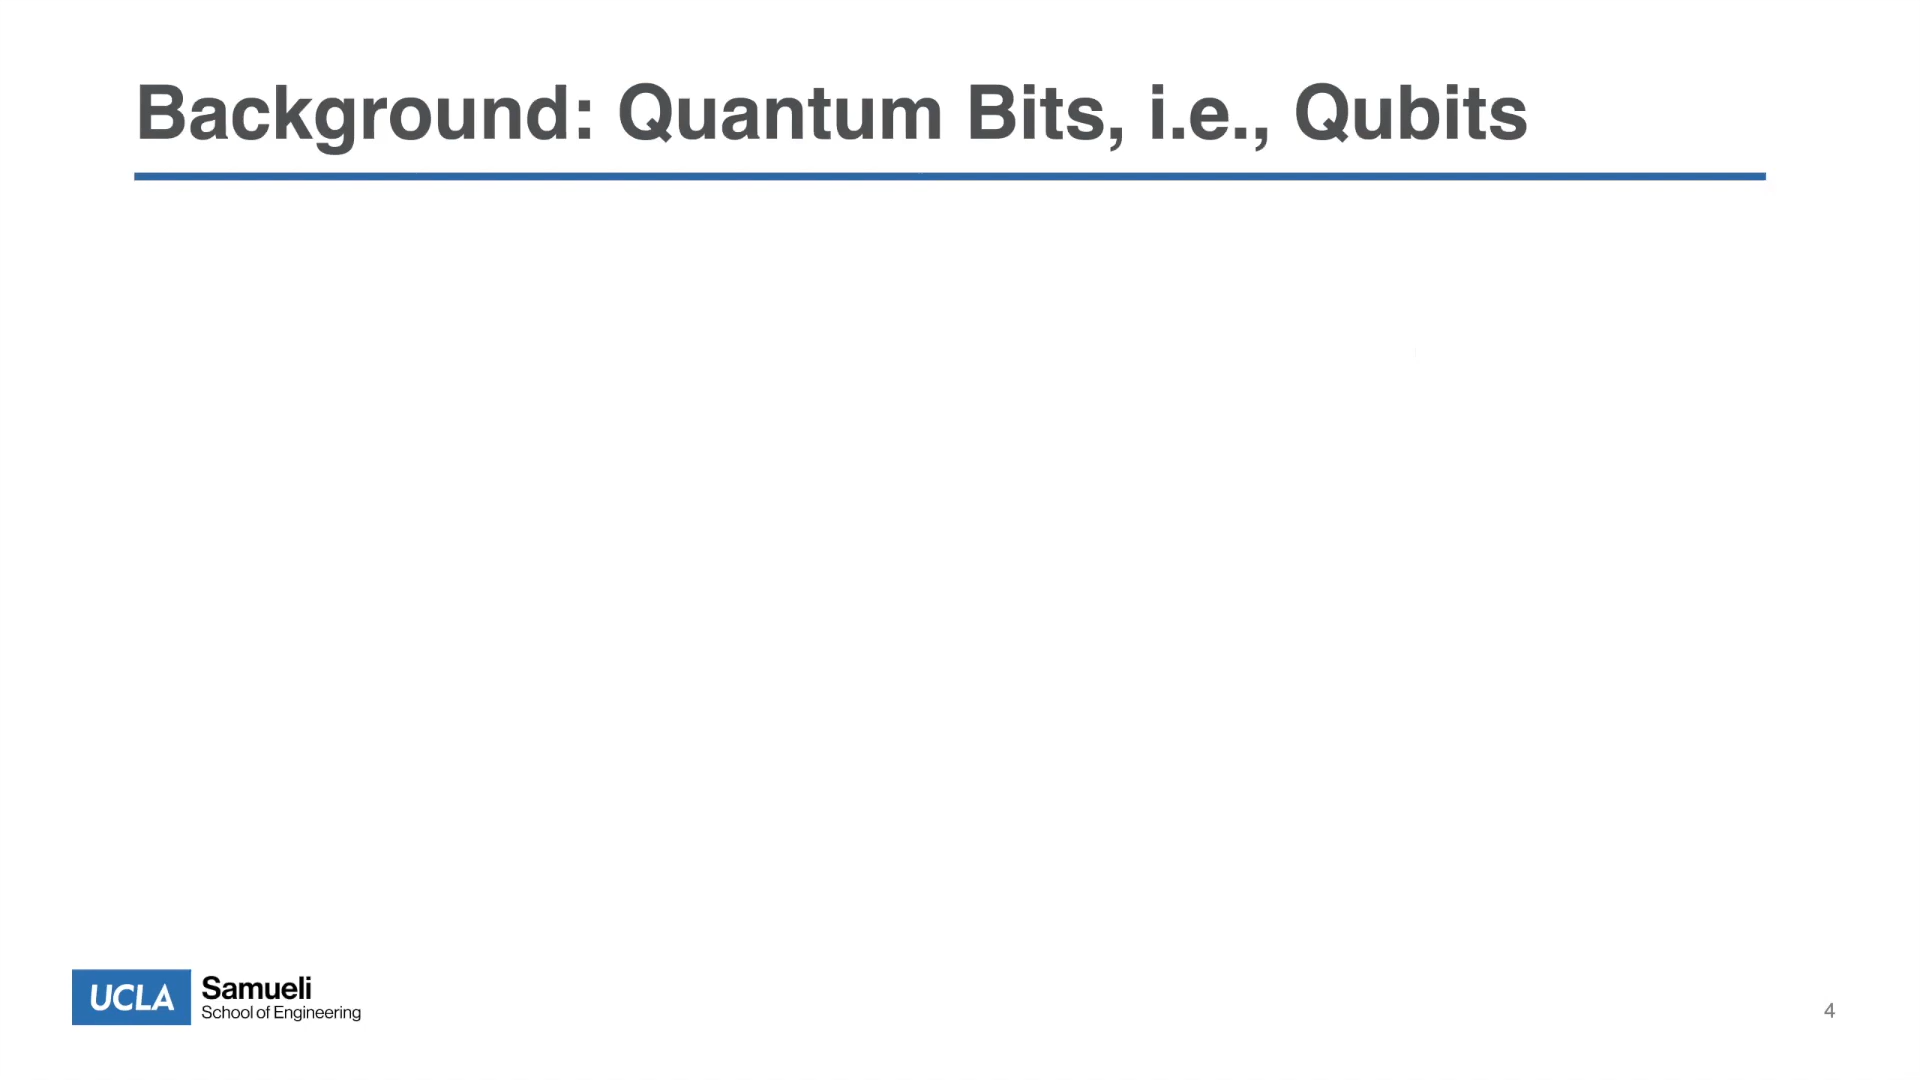 Background: Quantum Bits, i.e., Qubits
UCLA Samueli
School of Engineering
4